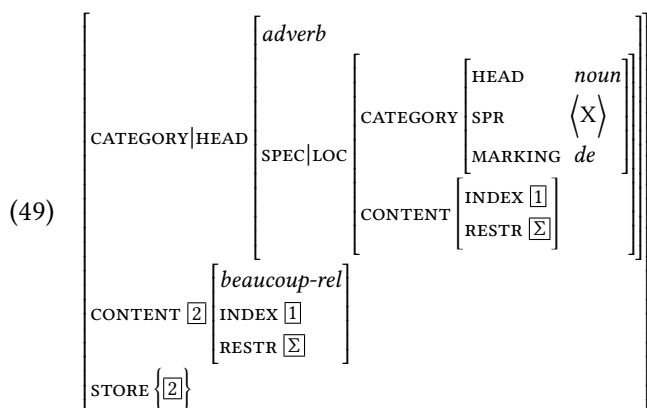 adverb
HEAD noun
CATEGORY SPR ⟨X⟩
MARKING de
CATEGORY|HEAD SPEC|LOC
INDEX 1
CONTENT RESTR Σ
(49)
beaucoup-rel
CONTENT 2 INDEX 1
RESTR Σ
STORE {2}